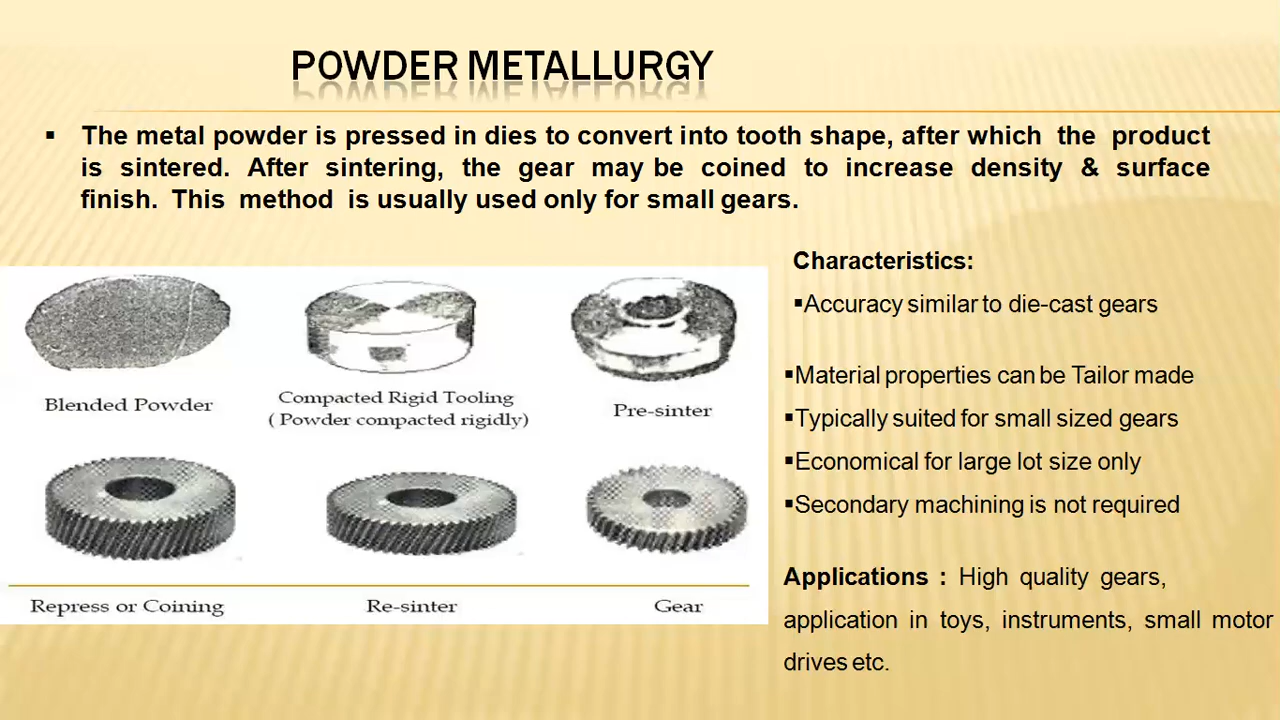 POWDER METALLURGY
▪ The metal powder is pressed in dies to convert into tooth shape, after which the product
is sintered. After sintering, the gear may be coined to increase density & surface
finish. This method is usually used only for small gears.
Characteristics:
▪Accuracy similar to die-cast gears
▪Material properties can be Tailor made
▪Typically suited for small sized gears
▪Economical for large lot size only
▪Secondary machining is not required
Applications : High quality gears,
application in toys, instruments, small motor
drives etc.
Blended Powder
Compacted Rigid Tooling
( Powder compacted rigidly)
Pre-sinter
Repress or Coining
Re-sinter
Gear